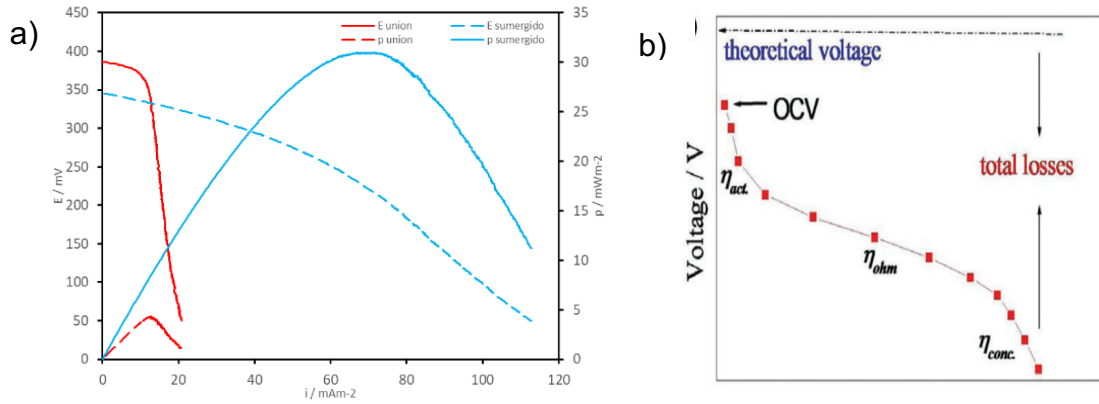 a)
E union
E sumergido
p union
p sumergido
450
400
350
300
250
200
150
100
50
0
E / mV
35
30
25
20
15
10
5
0
p / mWm-2
0 20 40 60 80 100 120
i / mAm-2
b)
theoretical voltage
OCV
total losses
ηact.
ηohm
ηconc.
Voltage / V